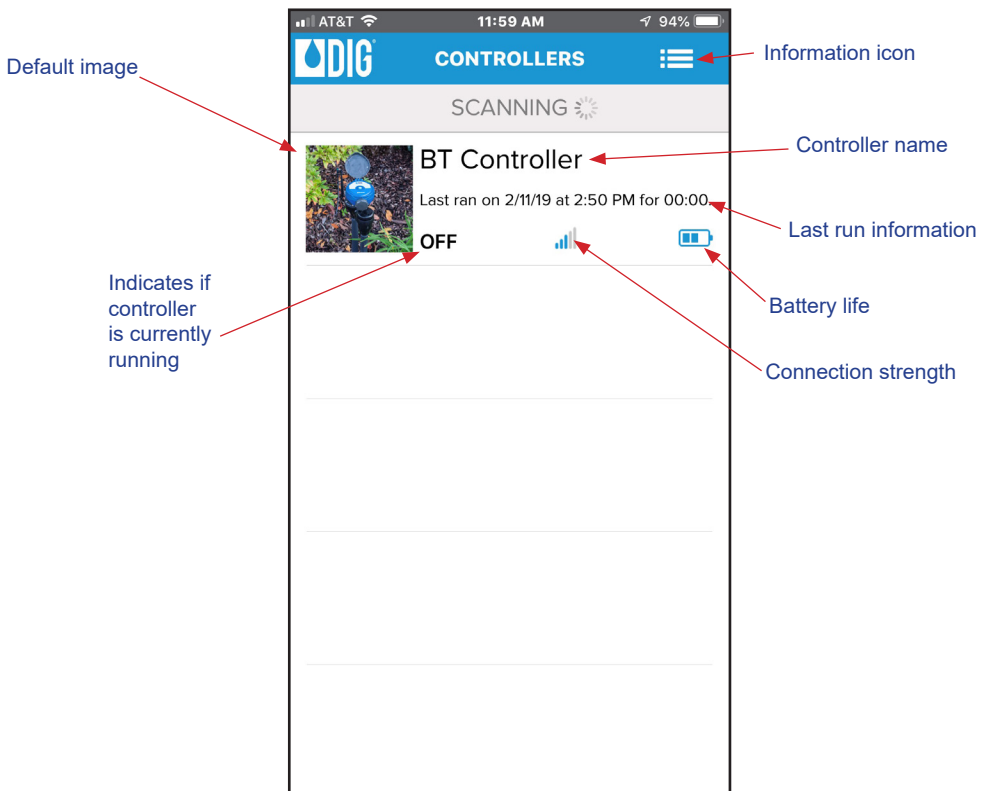 AT&T 11:59 AM 94%
DIG CONTROLLERS
Information icon
Default image
SCANNING
BT Controller
Controller name
Last ran on 2/11/19 at 2:50 PM for 00:00.
Last run information
OFF
Indicates if
controller
is currently
running
Battery life
Connection strength